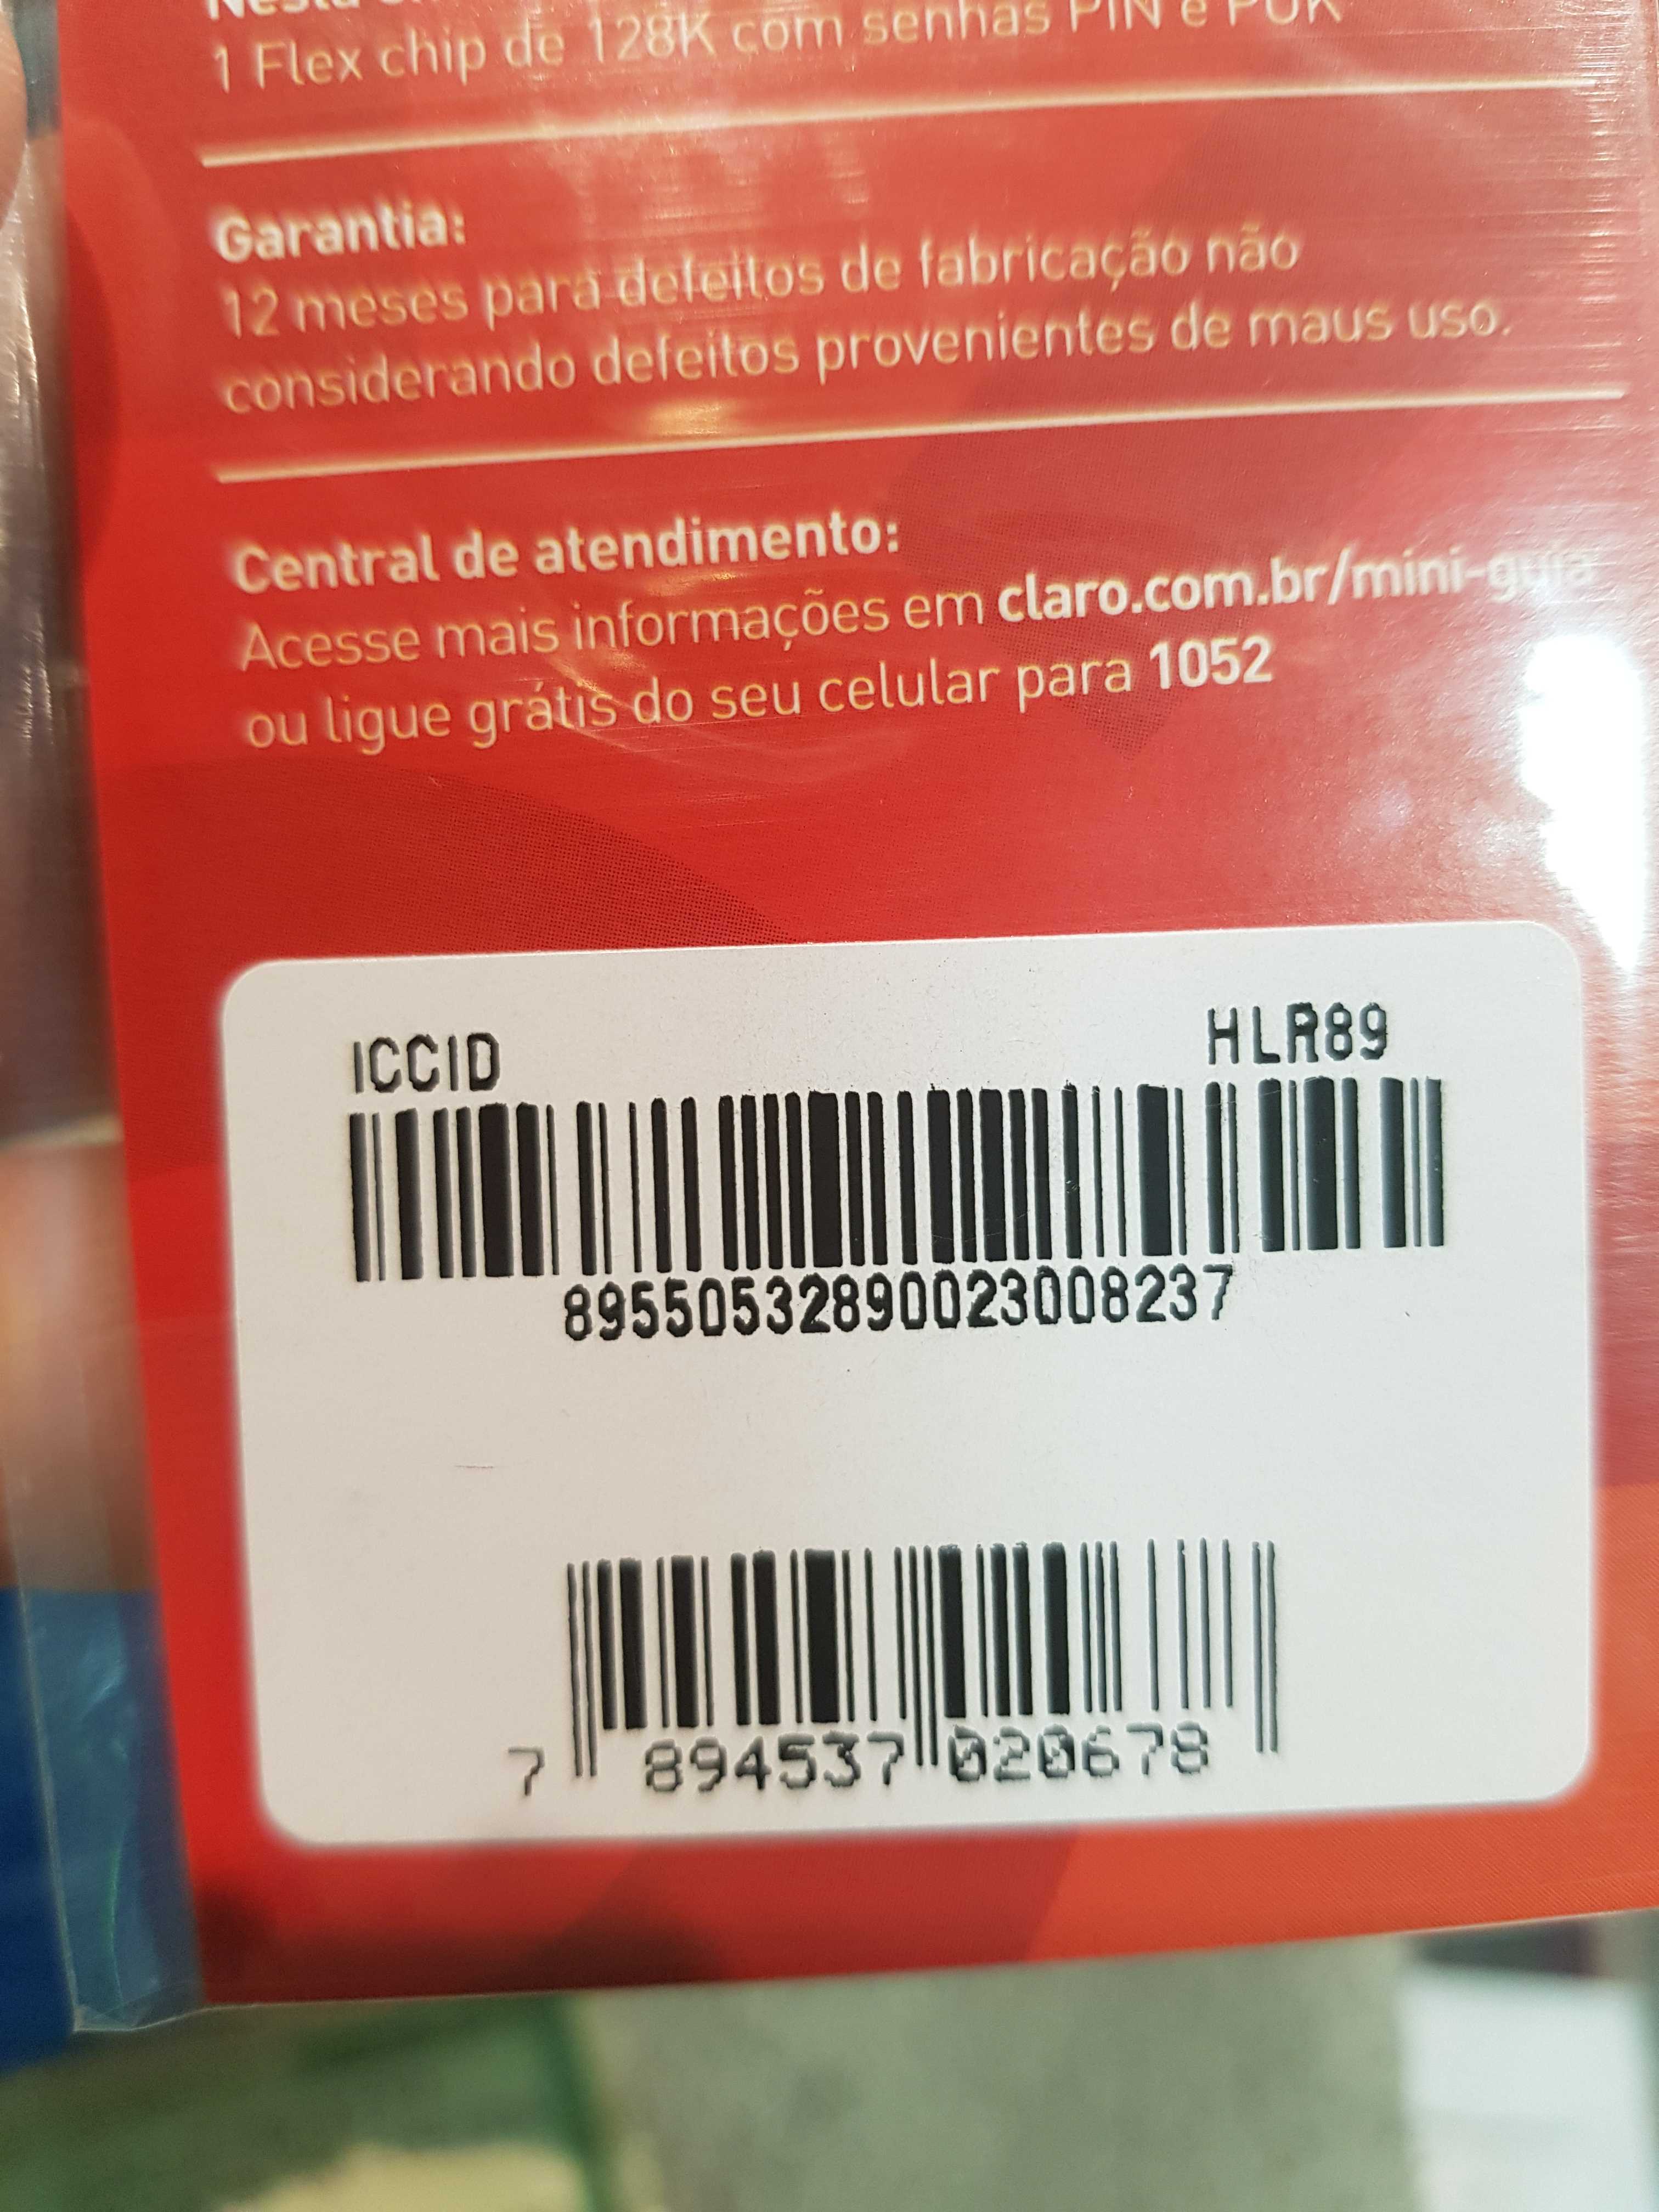 1 Flex chip de 128K com senhas PIN e PUK
Garantia:
12 meses para defeitos de fabricação não
considerando defeitos provenientes de maus uso.
Central de atendimento:
Acesse mais informações em claro.com.br/mini-guia
ou ligue grátis do seu celular para 1052
ICCID HLR89
89550532890023008237
7 894537 020678